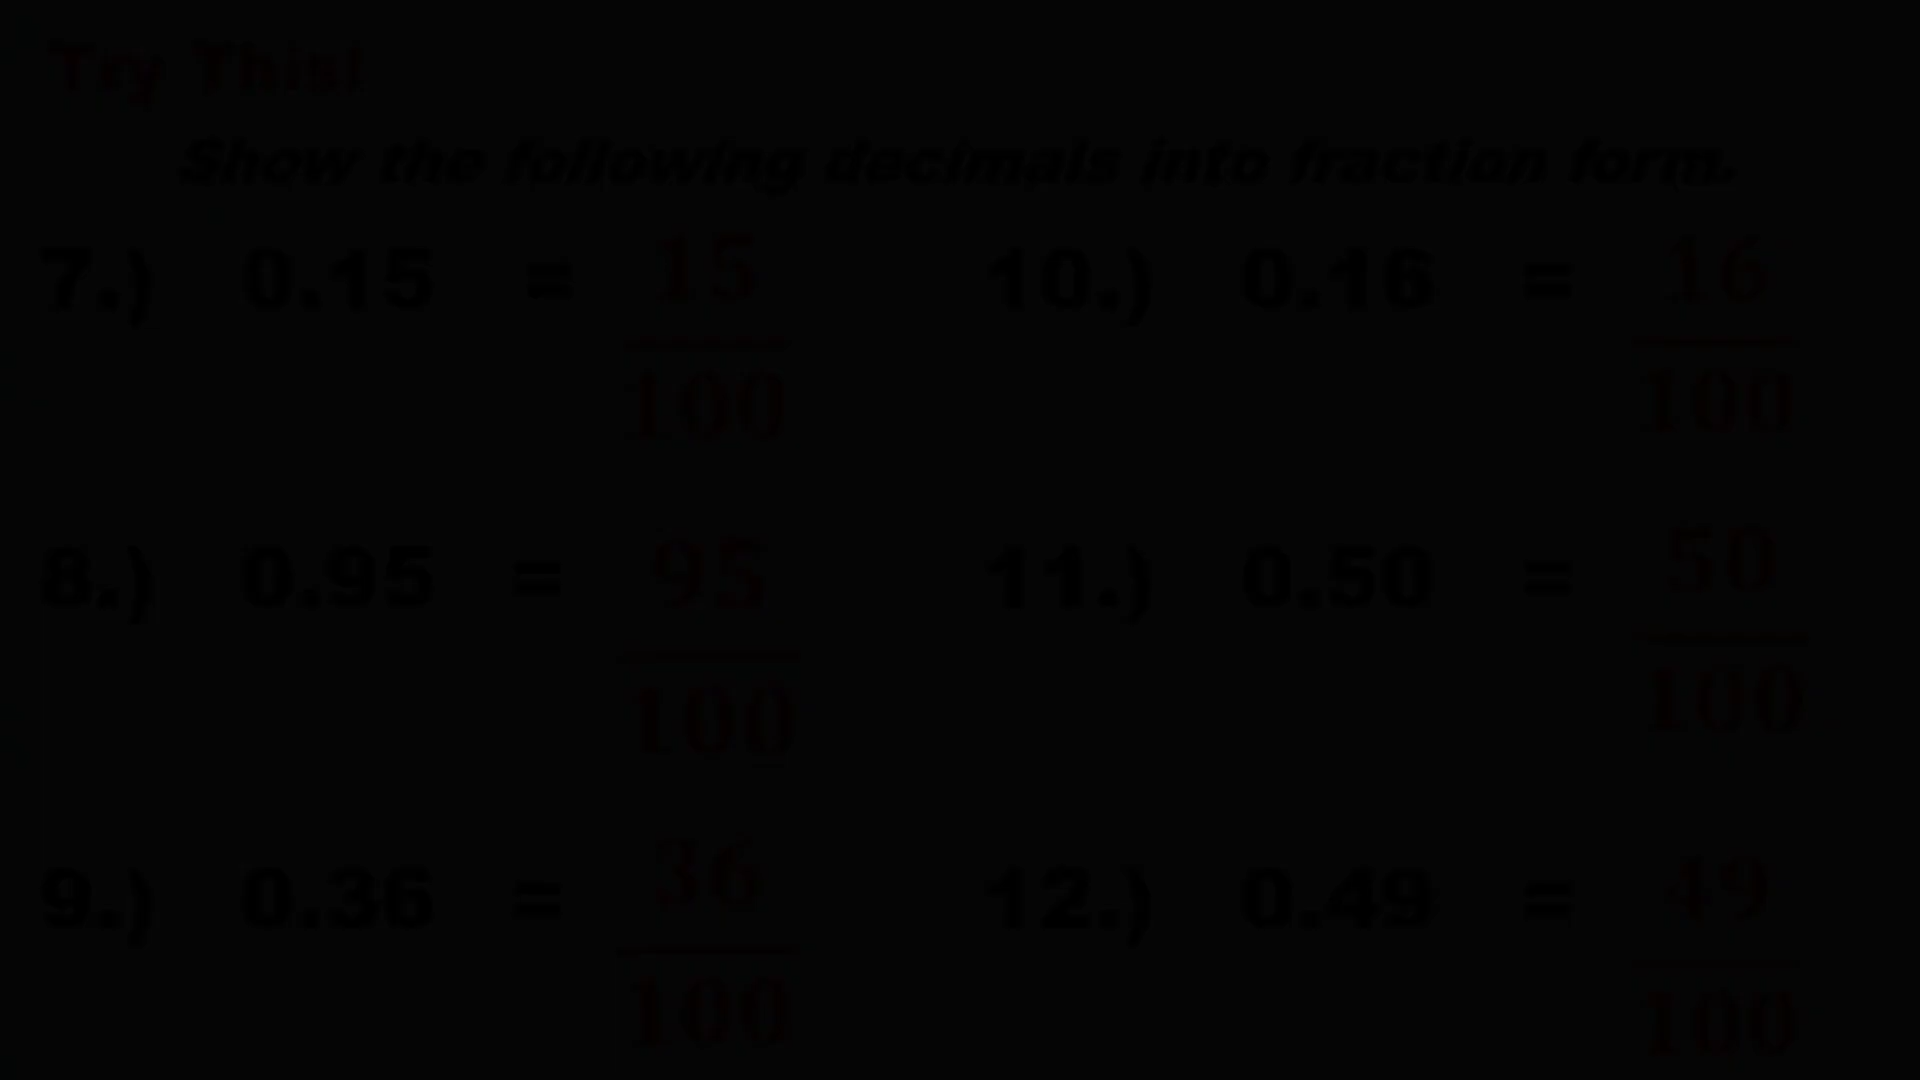 Try This!
Show the following decimals into fraction form.
7.) 0.15 = 15/100
10.) 0.16 = 16/100
8.) 0.95 = 95/100
11.) 0.50 = 50/100
9.) 0.36 = 36/100
12.) 0.49 = 49/100